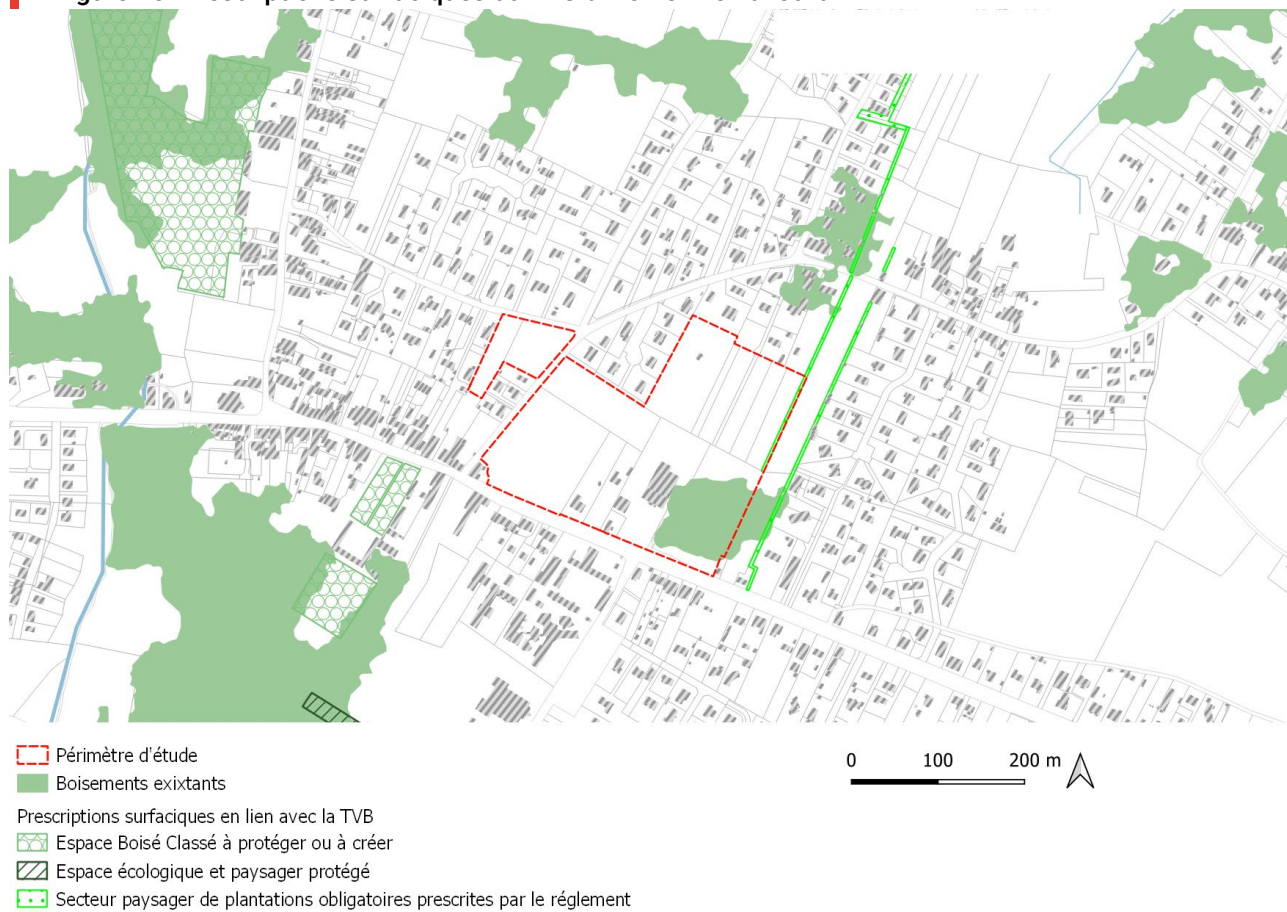 Périmètre d'étude
Boisements exixtants
Prescriptions surfaciques en lien avec la TVB
Espace Boisé Classé à protéger ou à créer
Espace écologique et paysager protégé
Secteur paysager de plantations obligatoires prescrites par le réglement
0 100 200 m